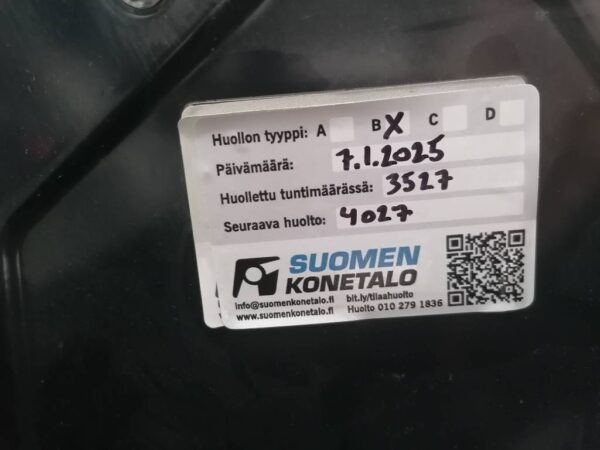 Huollon tyyppi: A B X C D
Päivämäärä: 7.1.2025
Huollettu tuntimäärässä: 3527
Seuraava huolto: 4027
SUOMEN
KONETALO
info@suomenkonetalo.fi bit.ly/tilaahuolto
www.suomenkonetalo.fi Huolto 010 279 1836